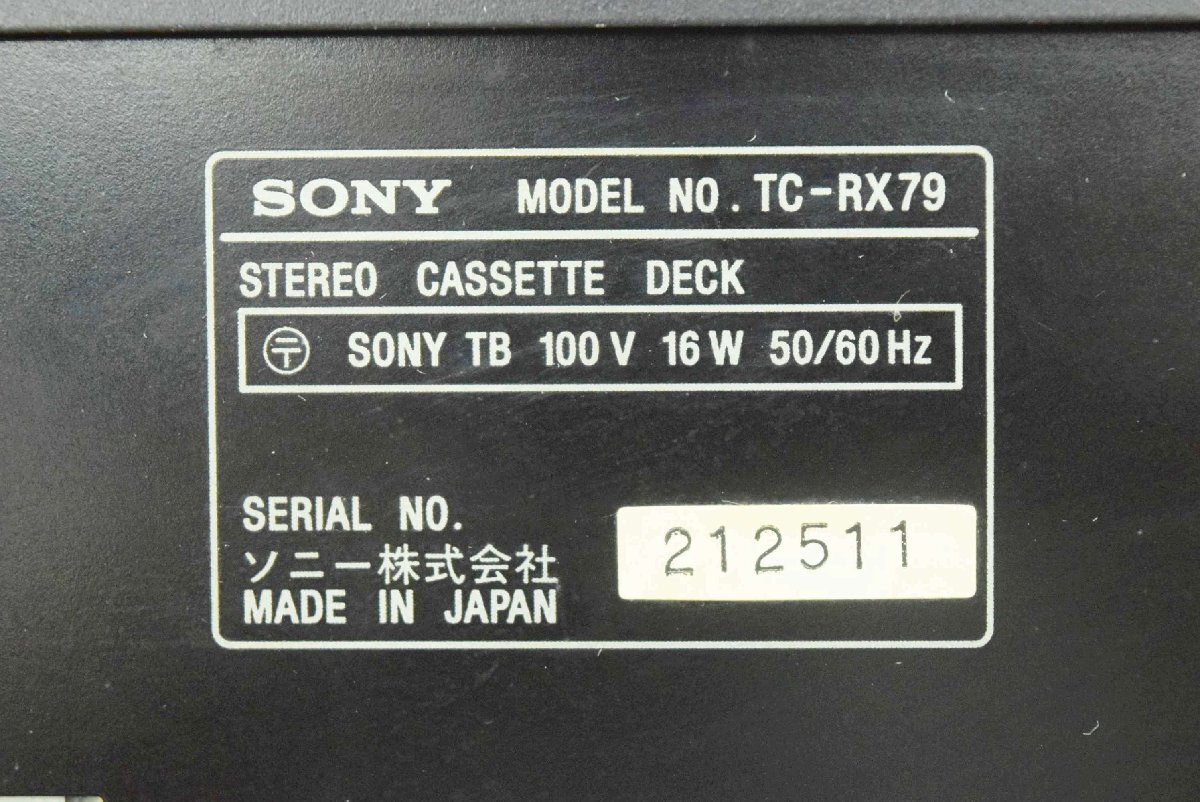 SONY MODEL NO. TC-RX79
STEREO CASSETTE DECK
〒 SONY TB 100V 16W 50/60Hz
SERIAL NO. 212511
ソニー株式会社
MADE IN JAPAN